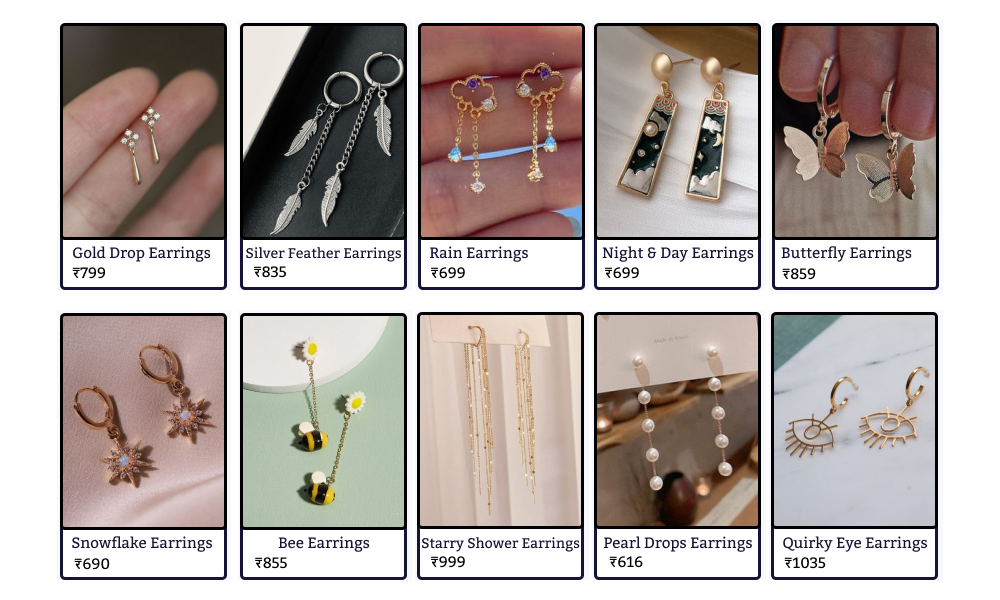 Gold Drop Earrings
₹799
Silver Feather Earrings
₹835
Rain Earrings
₹699
Night & Day Earrings
₹699
Butterfly Earrings
₹859
Snowflake Earrings
₹690
Bee Earrings
₹855
Starry Shower Earrings
₹999
Pearl Drops Earrings
₹616
Quirky Eye Earrings
₹1035